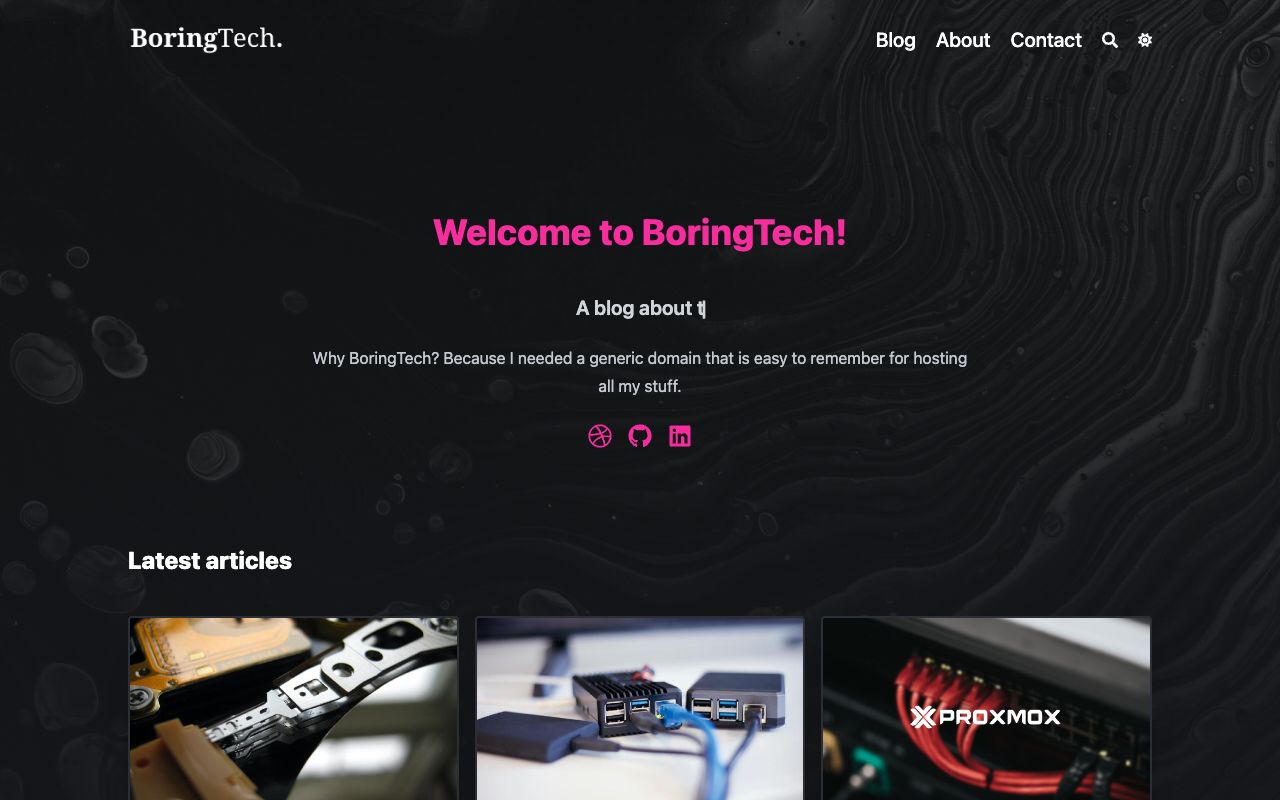 BoringTech.
Blog About Contact
Welcome to BoringTech!
A blog about t
Why BoringTech? Because I needed a generic domain that is easy to remember for hosting
all my stuff.
Latest articles
PROXMOX